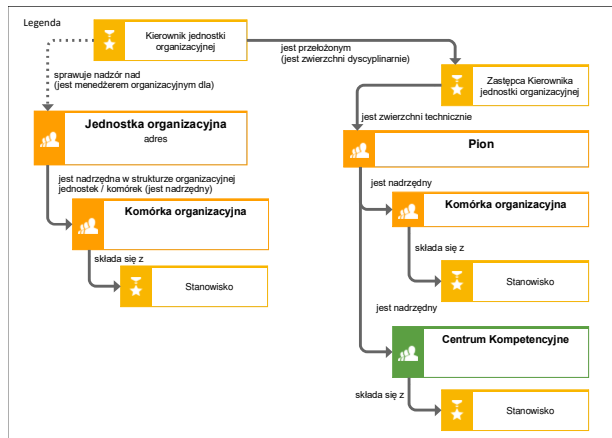 Legenda
Kierownik jednostki
organizacyjnej
jest przełożonym
(jest zwierzchni dyscyplinarnie)
sprawuje nadzór nad
(jest menedżerem organizacyjnym dla)
Zastępca Kierownika
jednostki organizacyjnej
Jednostka organizacyjna
adres
jest zwierzchni technicznie
Pion
jest nadrzędna w strukturze organizacyjnej
jednostek / komórek (jest nadrzędny)
jest nadrzędny
Komórka organizacyjna
Komórka organizacyjna
składa się z
składa się z
Stanowisko
Stanowisko
jest nadrzędny
Centrum Kompetencyjne
składa się z
Stanowisko